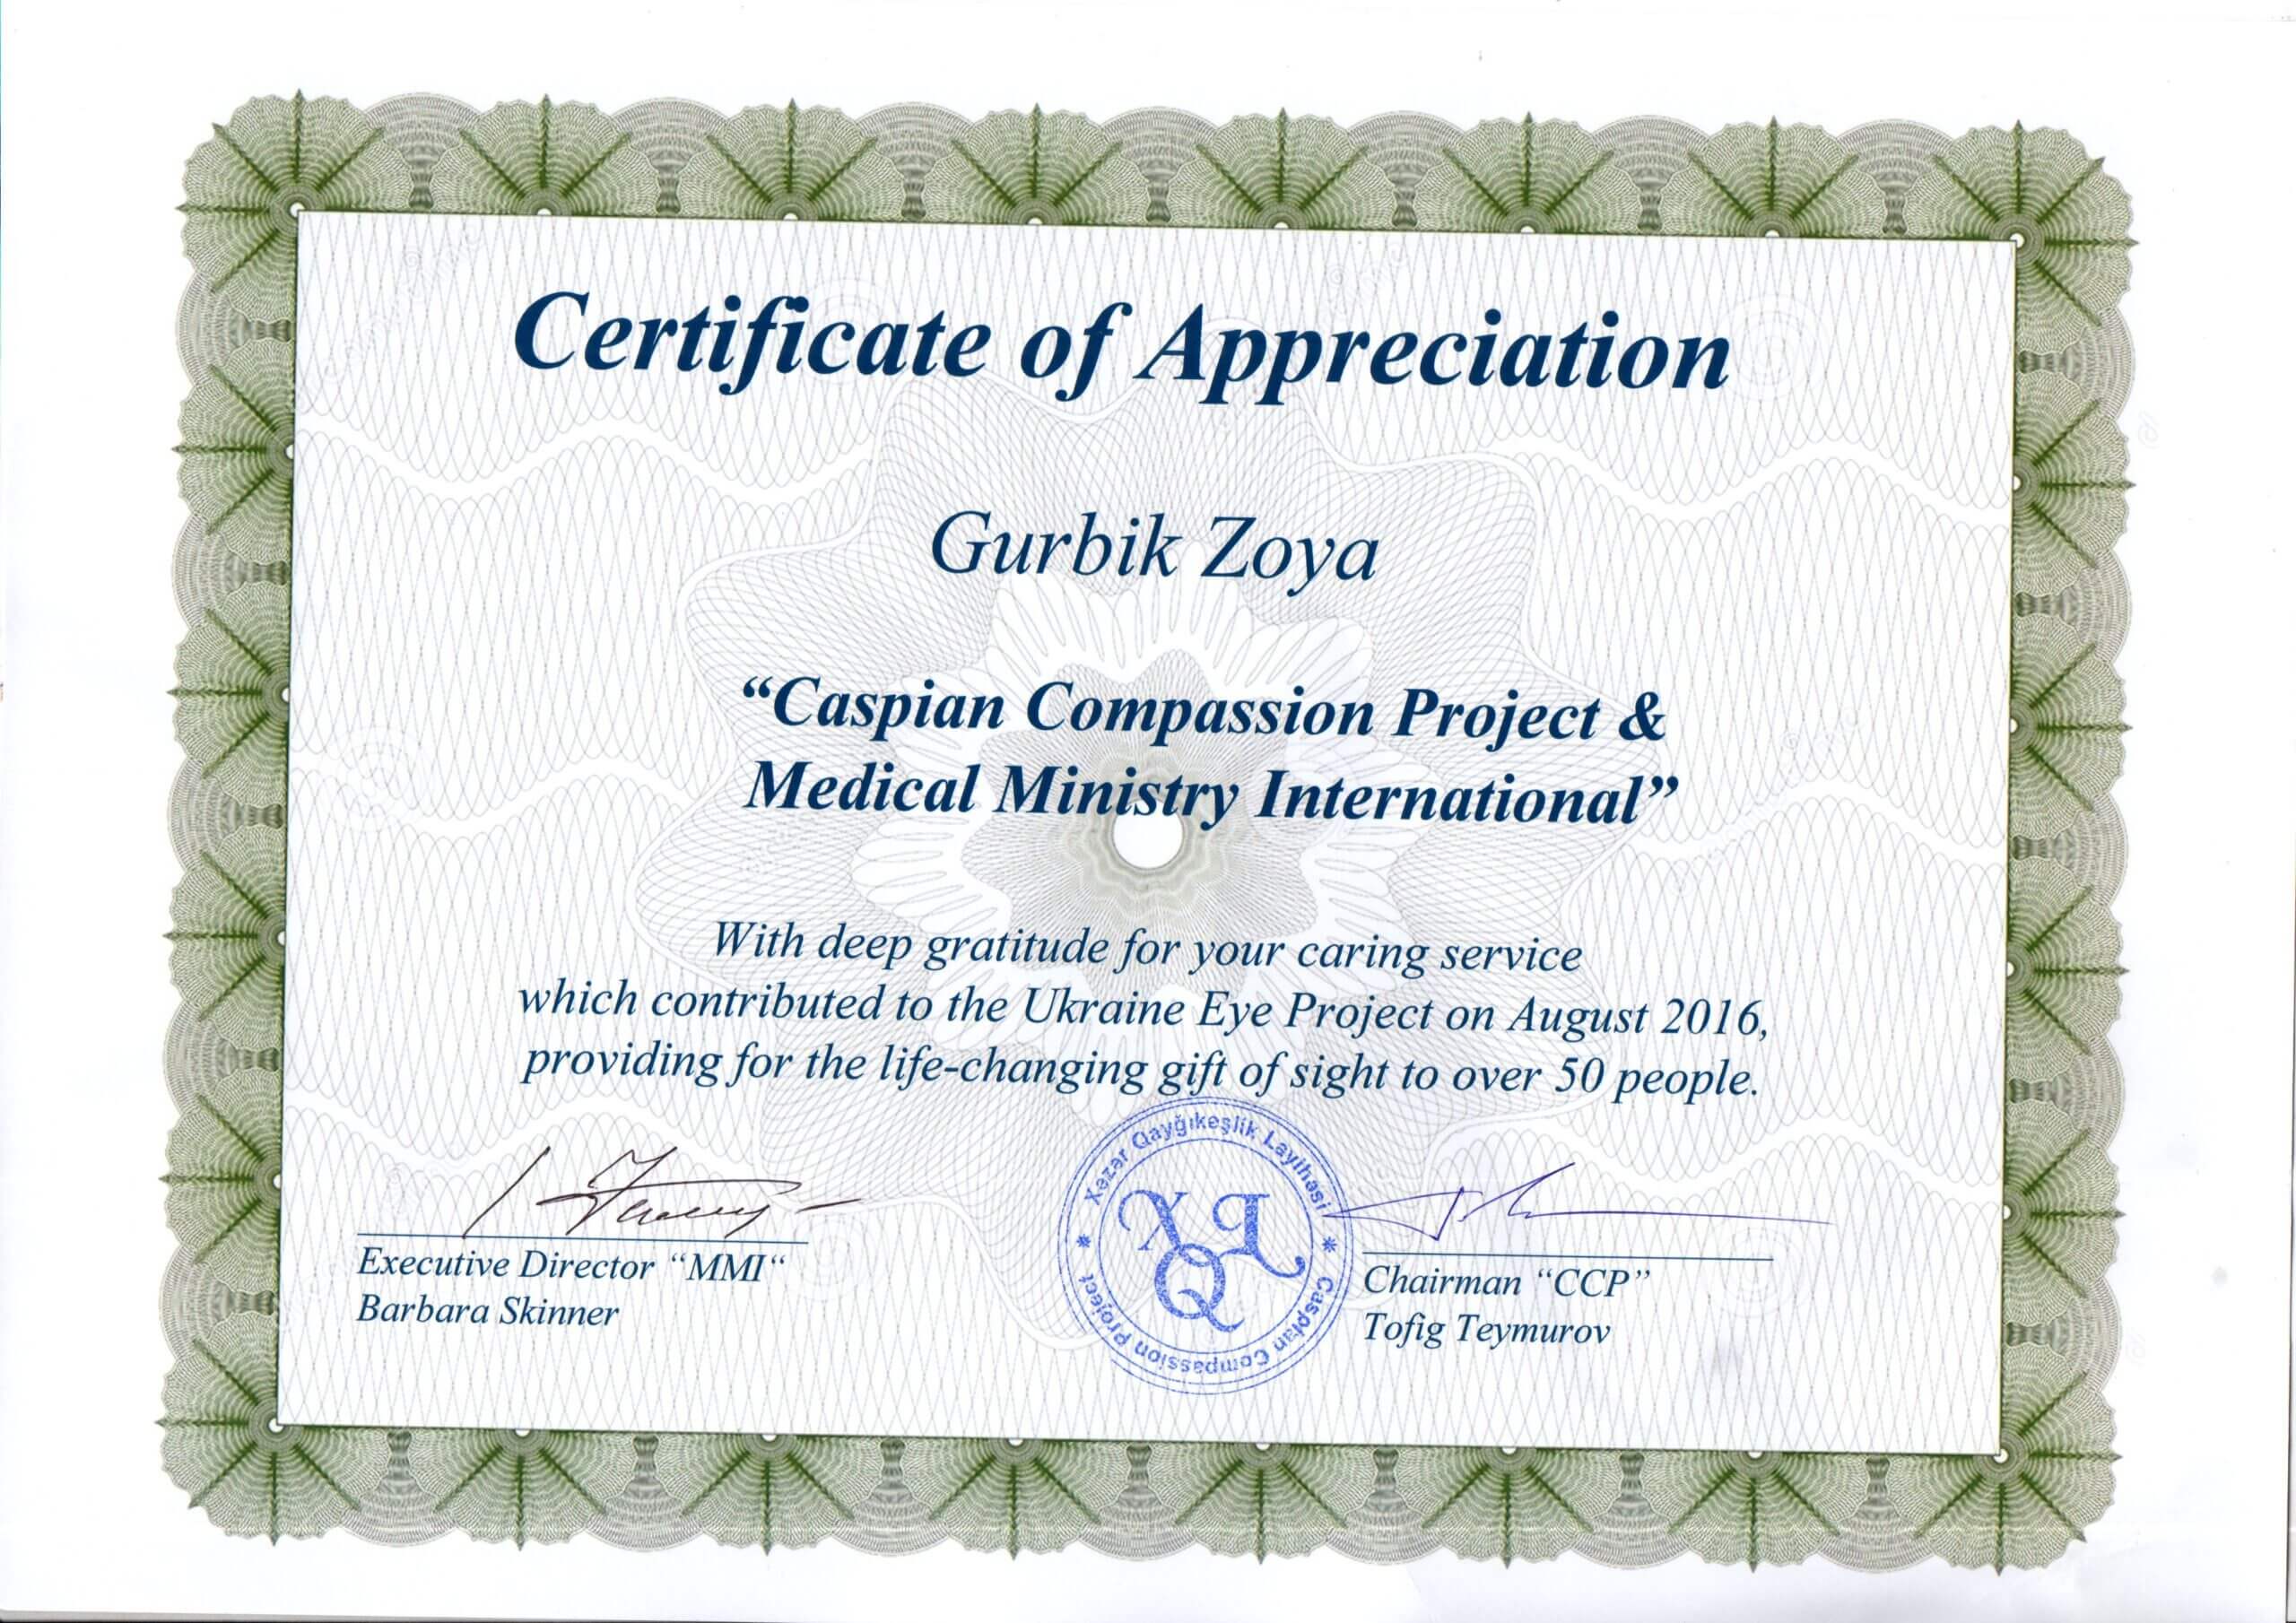 Certificate of Appreciation
Gurbik Zoya
“Caspian Compassion Project &
Medical Ministry International”
With deep gratitude for your caring service
which contributed to the Ukraine Eye Project on August 2016,
providing for the life-changing gift of sight to over 50 people.
Executive Director “MMI“
Barbara Skinner
Xəzər Qayğıkeşlik Layihəsi
XQL
Caspian Compassion Project
Chairman “CCP”
Tofig Teymurov